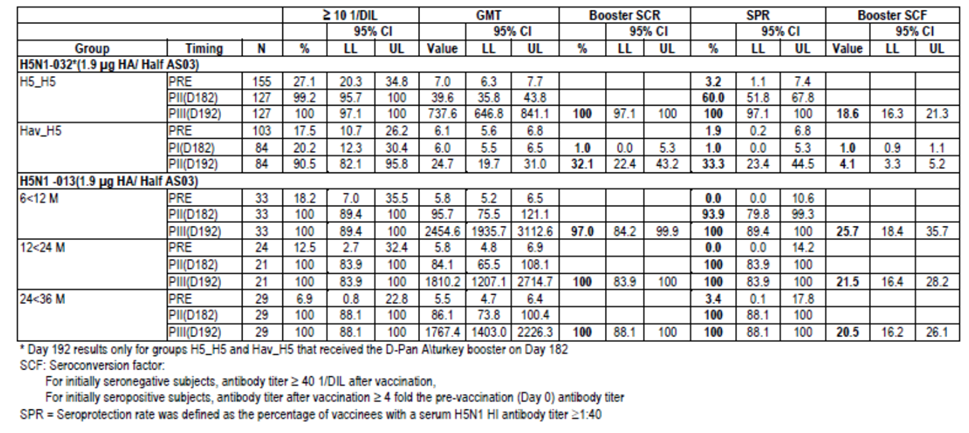 ≥ 10 1/DIL GMT Booster SCR SPR Booster SCF
95% CI 95% CI 95% CI 95% CI 95% CI
Group Timing N % LL UL Value LL UL % LL UL % LL UL Value LL UL
H5N1-032*(1.9 µg HA/ Half AS03)
H5_H5 PRE 155 27.1 20.3 34.8 7.0 6.3 7.7 3.2 1.1 7.4
PII(D182) 127 99.2 95.7 100 39.6 35.8 43.8 60.0 51.8 67.8
PIII(D192) 127 100 97.1 100 737.6 646.8 841.1 100 97.1 100 100 97.1 100 18.6 16.3 21.3
Hav_H5 PRE 103 17.5 10.7 26.2 6.1 5.6 6.8 1.9 0.2 6.8
PI(D182) 84 20.2 12.3 30.4 6.0 5.5 6.5 1.0 0.0 5.3 1.0 0.0 5.3 1.0 0.9 1.1
PII(D192) 84 90.5 82.1 95.8 24.7 19.7 31.0 32.1 22.4 43.2 33.3 23.4 44.5 4.1 3.3 5.2
H5N1 -013(1.9 µg HA/ Half AS03)
6<12 M PRE 33 18.2 7.0 35.5 5.8 5.2 6.5 0.0 0.0 10.6
PII(D182) 33 100 89.4 100 95.7 75.5 121.1 93.9 79.8 99.3
PIII(D192) 33 100 89.4 100 2454.6 1935.7 3112.6 97.0 84.2 99.9 100 89.4 100 25.7 18.4 35.7
12<24 M PRE 24 12.5 2.7 32.4 5.8 4.8 6.9 0.0 0.0 14.2
PII(D182) 21 100 83.9 100 84.1 65.5 108.1 100 83.9 100
PIII(D192) 21 100 83.9 100 1810.2 1207.1 2714.7 100 83.9 100 100 83.9 100 21.5 16.4 28.2
24<36 M PRE 29 6.9 0.8 22.8 5.5 4.7 6.4 3.4 0.1 17.8
PII(D182) 29 100 88.1 100 86.1 73.8 100.4 100 88.1 100
PIII(D192) 29 100 88.1 100 1767.4 1403.0 2226.3 100 88.1 100 100 88.1 100 20.5 16.2 26.1
* Day 192 results only for groups H5_H5 and Hav_H5 that received the D-Pan A\turkey booster on Day 182
SCF: Seroconversion factor:
For initially seronegative subjects, antibody titer ≥ 40 1/DIL after vaccination,
For initially seropositive subjects, antibody titer after vaccination ≥ 4 fold the pre-vaccination (Day 0) antibody titer
SPR = Seroprotection rate was defined as the percentage of vaccinees with a serum H5N1 HI antibody titer ≥1:40